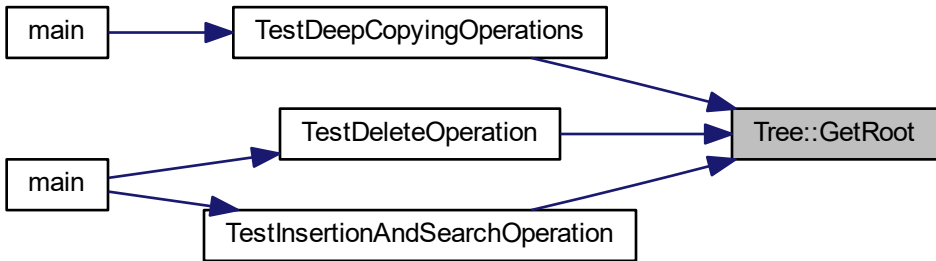 main
TestDeepCopyingOperations
TestDeleteOperation
Tree::GetRoot
main
TestInsertionAndSearchOperation